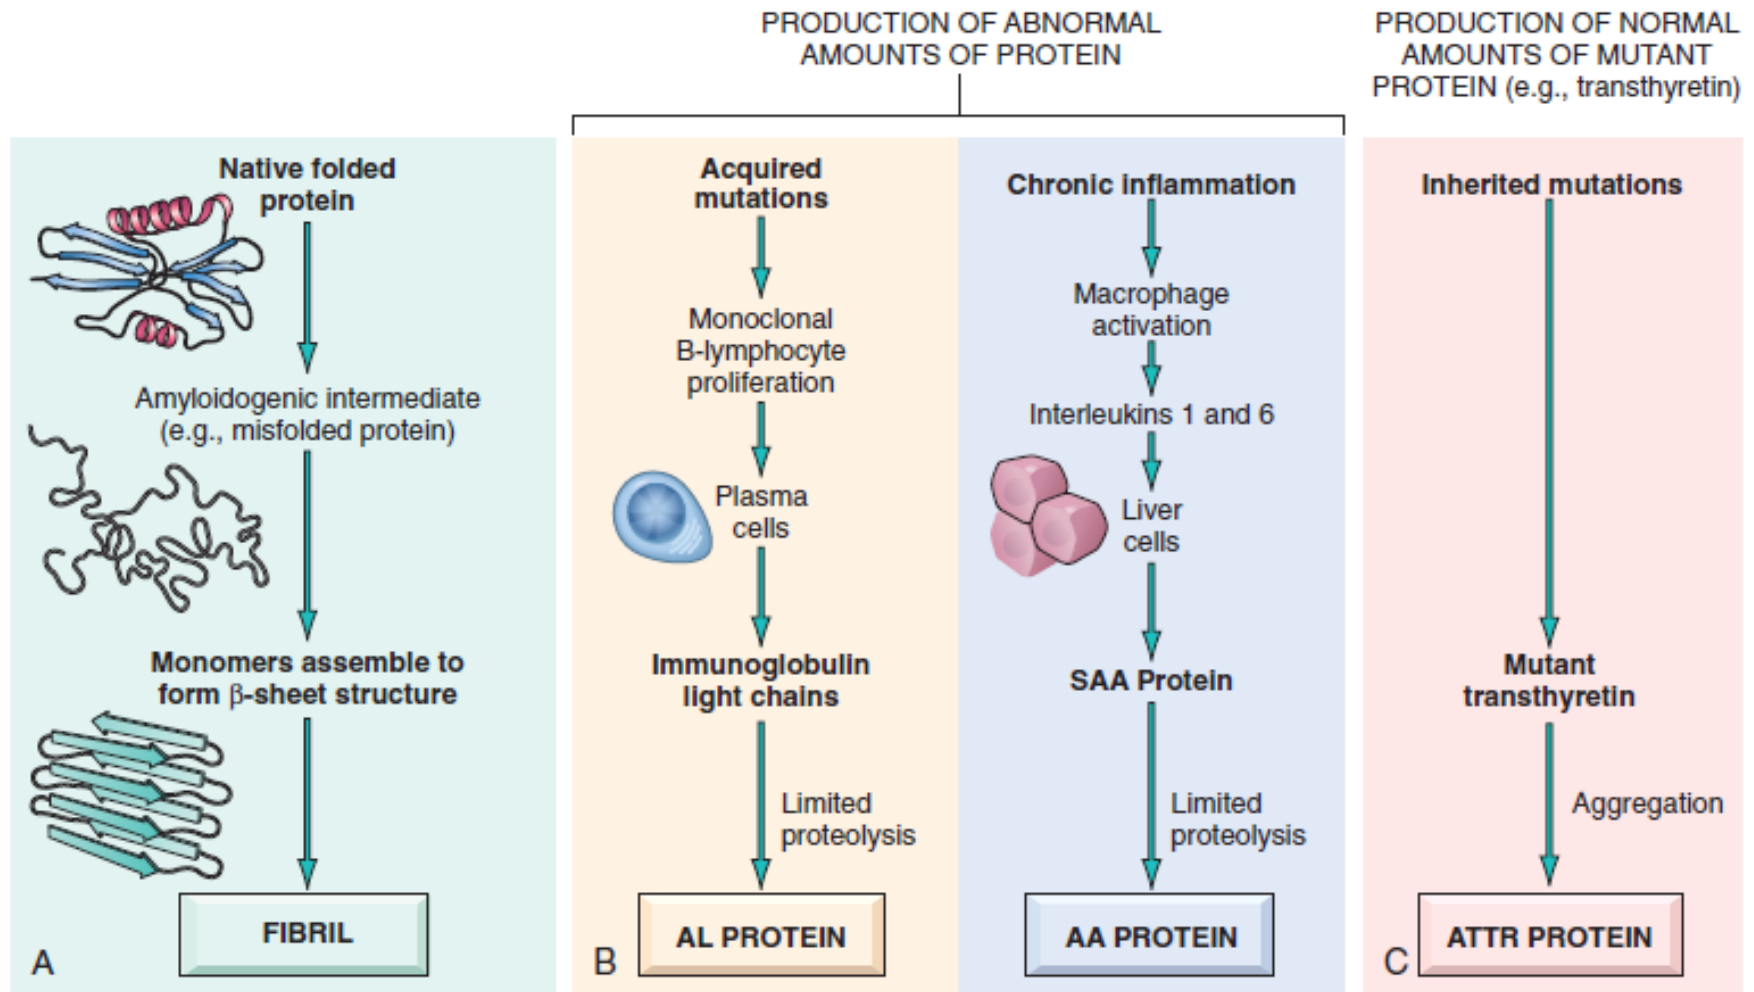 PRODUCTION OF ABNORMAL
AMOUNTS OF PROTEIN
PRODUCTION OF NORMAL
AMOUNTS OF MUTANT
PROTEIN (e.g., transthyretin)
Native folded
protein
Amyloidogenic intermediate
(e.g., misfolded protein)
Monomers assemble to
form β-sheet structure
FIBRIL
A
Acquired
mutations
Monoclonal
B-lymphocyte
proliferation
Plasma
cells
Immunoglobulin
light chains
Limited
proteolysis
AL PROTEIN
B
Chronic inflammation
Macrophage
activation
Interleukins 1 and 6
Liver
cells
SAA Protein
Limited
proteolysis
AA PROTEIN
Inherited mutations
Mutant
transthyretin
Aggregation
ATTR PROTEIN
C